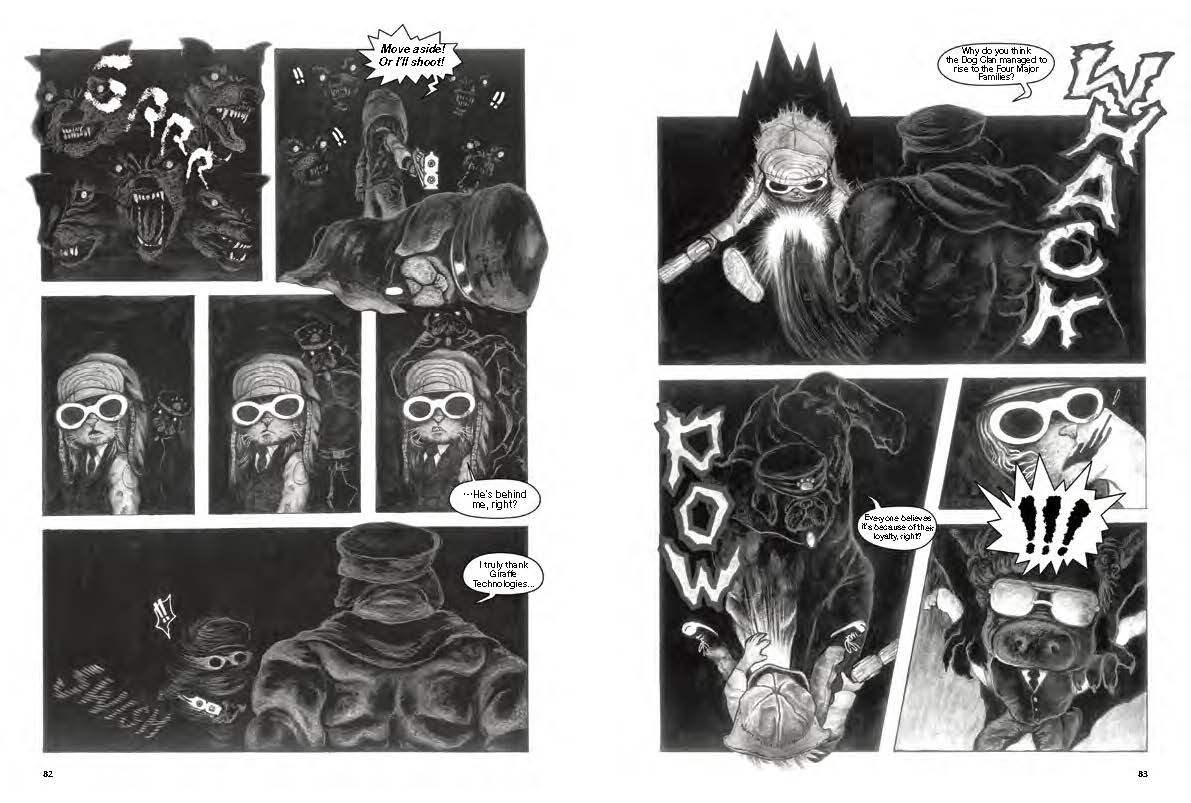 GRRR
Move aside!
Or I'll shoot!
!!
!!
!!
…He's behind
me, right?
!!
I truly thank
Giraffe
Technologies...
82
Why do you think
the Dog Clan managed to
rise to the Four Major
Families?
WHACK
POW
Everyone believes
it's because of their
loyalty, right?
!!!
83